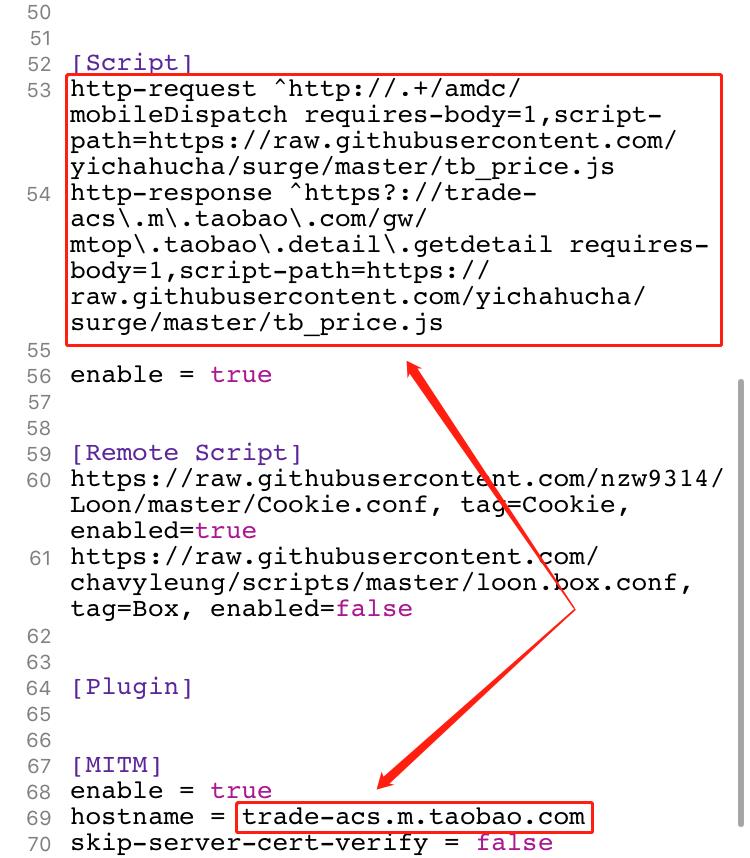 50
51
52 [Script]
53 http-request ^http://.+/amdc/
mobileDispatch requires-body=1,script-
path=https://raw.githubusercontent.com/
yichahucha/surge/master/tb_price.js
54 http-response ^https?://trade-
acs\.m\.taobao\.com/gw/
mtop\.taobao\.detail\.getdetail requires-
body=1,script-path=https://
raw.githubusercontent.com/yichahucha/
surge/master/tb_price.js
55
56 enable = true
57
58
59 [Remote Script]
60 https://raw.githubusercontent.com/nzw9314/
Loon/master/Cookie.conf, tag=Cookie,
enabled=true
61 https://raw.githubusercontent.com/
chavyleung/scripts/master/loon.box.conf,
tag=Box, enabled=false
62
63
64 [Plugin]
65
66
67 [MITM]
68 enable = true
69 hostname = trade-acs.m.taobao.com
70 skip-server-cert-verify = false